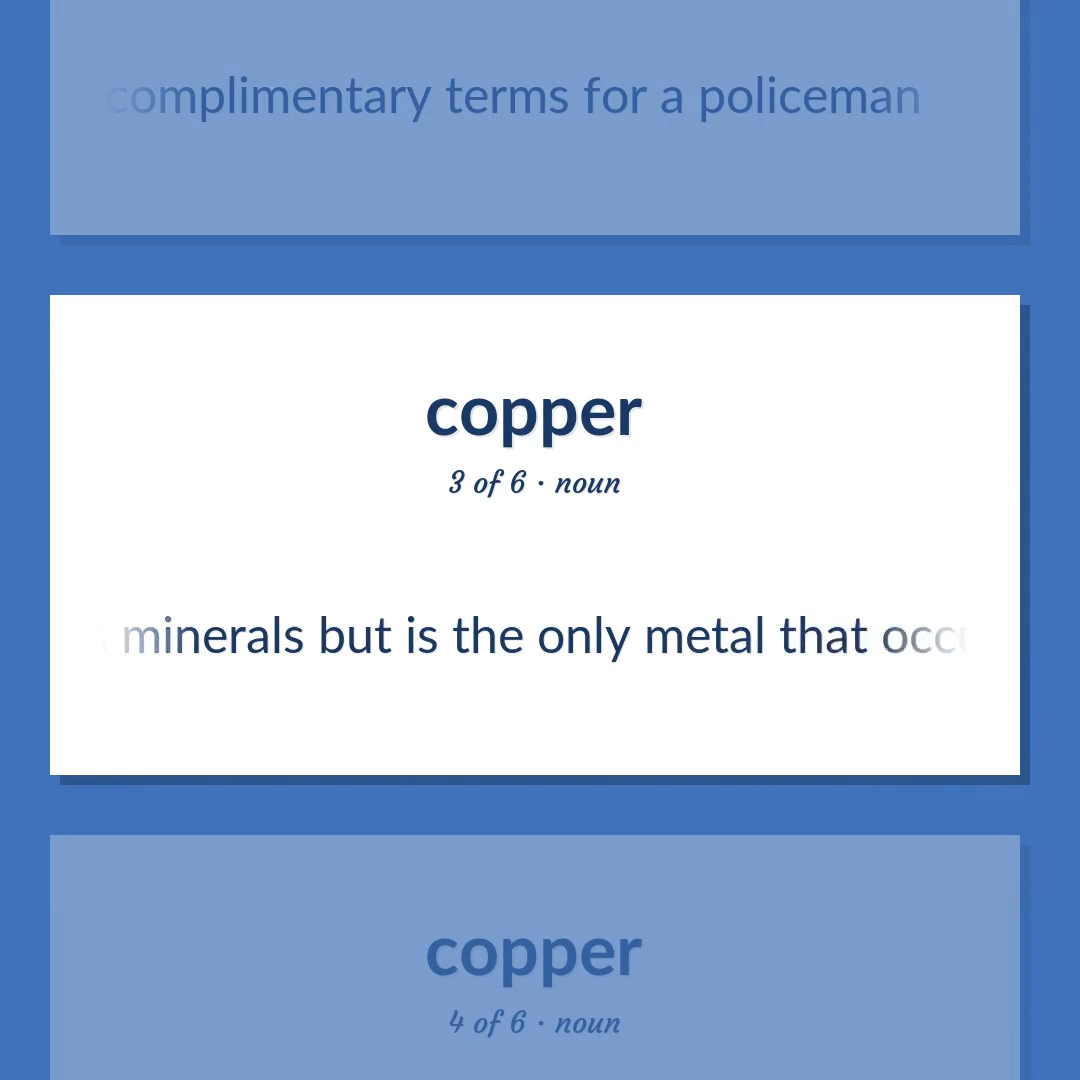 complimentary terms for a policeman
copper
3 of 6 · noun
minerals but is the only metal that
copper
4 of 6 · noun